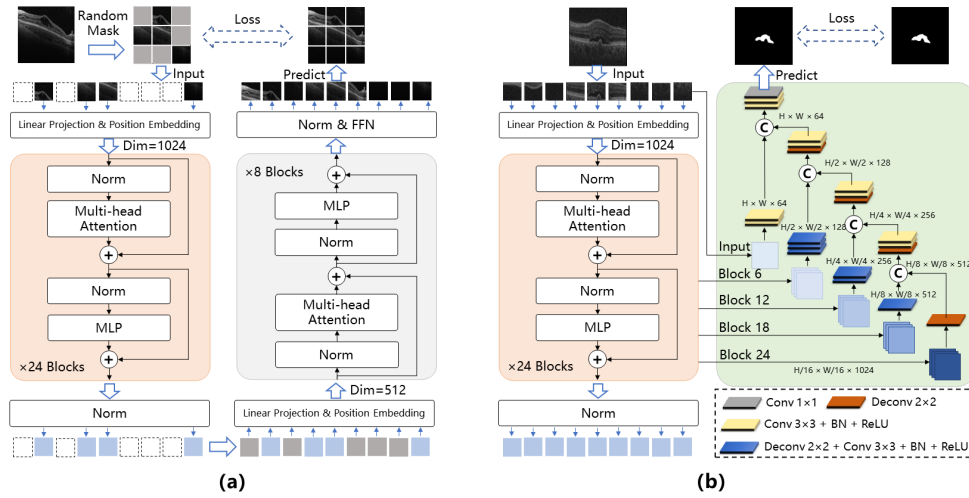 Random
Mask
Loss
Input
Predict
Linear Projection & Position Embedding
Norm & FFN
Dim=1024
Norm
Multi-head
Attention
+
Norm
MLP
+
×24 Blocks
Norm
×8 Blocks
+
MLP
Norm
+
Multi-head
Attention
Norm
Dim=512
Linear Projection & Position Embedding
(a)
Input
Linear Projection & Position Embedding
Dim=1024
Norm
Multi-head
Attention
+
Norm
MLP
+
×24 Blocks
Norm
Loss
Predict
H × W × 64
C
H/2 × W/2 × 128
C
H × W × 64
H/4 × W/4 × 256
C
H/2 × W/2 × 128
H/8 × W/8 × 512
C
H/4 × W/4 × 256
H/8 × W/8 × 512
Input
Block 6
Block 12
Block 18
Block 24
H/16 × W/16 × 1024
Conv 1×1
Deconv 2×2
Conv 3×3 + BN + ReLU
Deconv 2×2 + Conv 3×3 + BN + ReLU
(b)